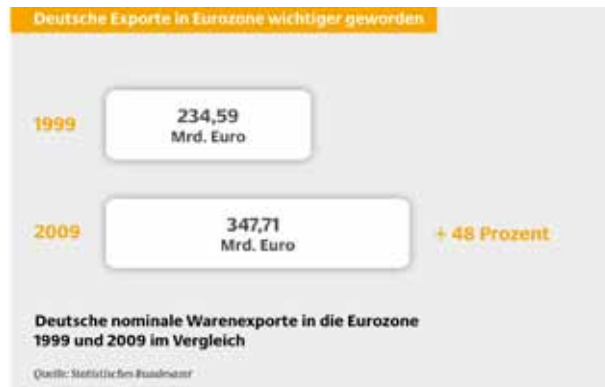 Deutsche Exporte in Eurozone wichtiger geworden
1999
234,59
Mrd. Euro
2009
347,71
Mrd. Euro
+ 48 Prozent
Deutsche nominale Warenexporte in die Eurozone
1999 und 2009 im Vergleich
Quelle: Statistisches Bundesamt